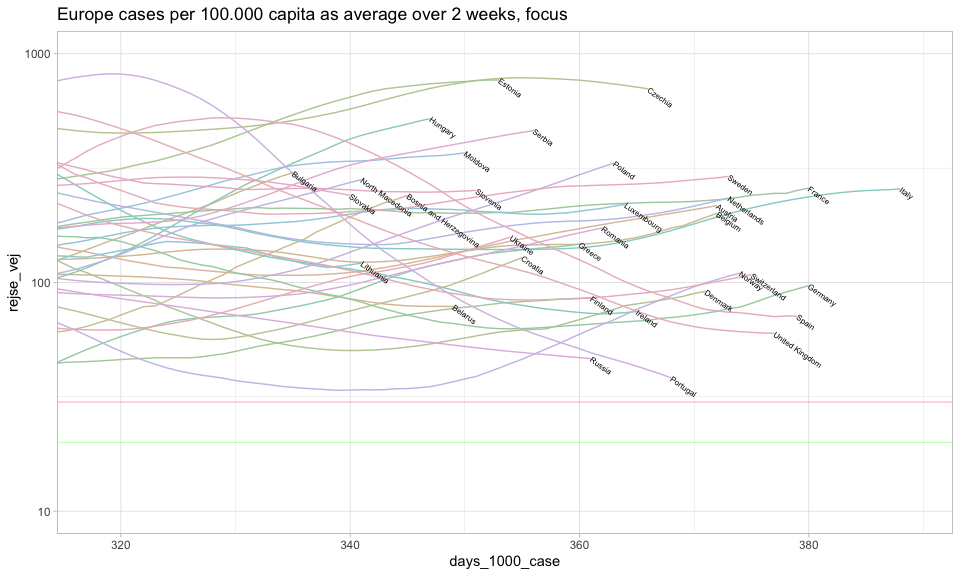 Europe cases per 100.000 capita as average over 2 weeks, focus
1000
Estonia
Czechia
Hungary
Serbia
Moldova
Poland
Bulgaria
North Macedonia
Sweden
Slovenia
France
Italy
Slovakia
Bosnia and Herzegovina
Netherlands
Luxembourg
Austria
Belgium
Romania
Ukraine
Greece
Croatia
Lithuania
100
Norway
Switzerland
Germany
Denmark
Finland
Belarus
Ireland
Spain
United Kingdom
Russia
Portugal
10
rejse_vej
320
340
360
380
days_1000_case